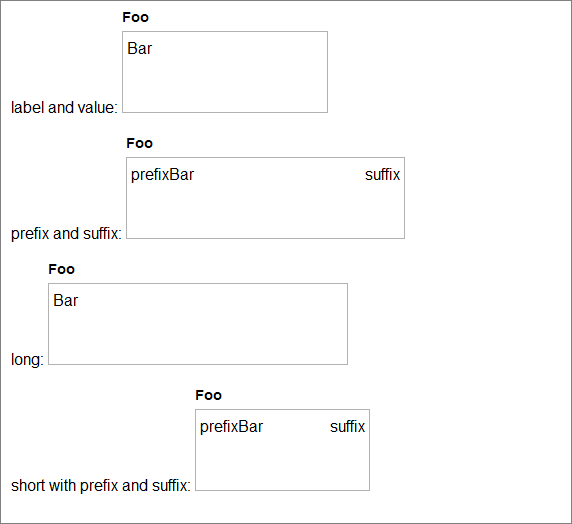 Foo
Bar
label and value:
Foo
prefixBar suffix
prefix and suffix:
Foo
Bar
long:
Foo
prefixBar suffix
short with prefix and suffix: